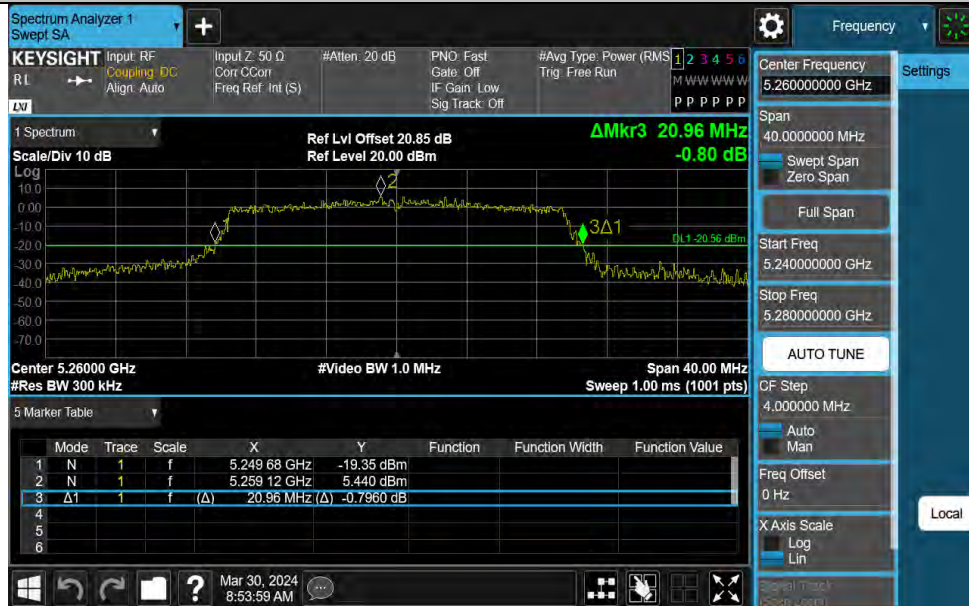 Spectrum Analyzer 1
Swept SA
+
Frequency
KEYSIGHT
RL
LXI
Input: RF
Coupling: DC
Align: Auto
Input Z: 50 Ω
Corr CCorr
Freq Ref: Int (S)
#Atten: 20 dB
PNO: Fast
Gate: Off
IF Gain: Low
Sig Track: Off
#Avg Type: Power (RMS
Trig: Free Run
1 2 3 4 5 6
M W W W W W
P P P P P P
Center Frequency
5.260000000 GHz
Settings
Span
40.0000000 MHz
Swept Span
Zero Span
Full Span
Start Freq
5.240000000 GHz
Stop Freq
5.280000000 GHz
AUTO TUNE
CF Step
4.000000 MHz
Auto
Man
Freq Offset
0 Hz
X Axis Scale
Log
Lin
Local
1 Spectrum
Scale/Div 10 dB
Ref Lvl Offset 20.85 dB
Ref Level 20.00 dBm
ΔMkr3 20.96 MHz
-0.80 dB
Log
10.0
0.00
-10.0
-20.0
-30.0
-40.0
-50.0
-60.0
-70.0
2
1
3Δ1
DL1 -20.56 dBm
Center 5.26000 GHz
#Res BW 300 kHz
#Video BW 1.0 MHz
Span 40.00 MHz
Sweep 1.00 ms (1001 pts)
5 Marker Table
Mode Trace Scale X Y Function Function Width Function Value
1 N 1 f 5.249 68 GHz -19.35 dBm
2 N 1 f 5.259 12 GHz 5.440 dBm
3 Δ1 1 f (Δ) 20.96 MHz (Δ) -0.7960 dB
4
5
6
?
Mar 30, 2024
8:53:59 AM